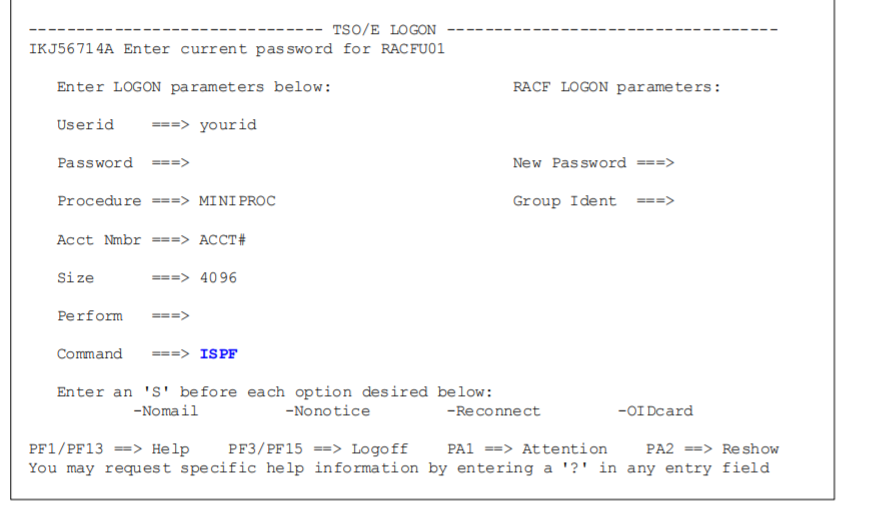 ------------------------------- TSO/E LOGON -----------------------------------
IKJ56714A Enter current password for RACFU01
Enter LOGON parameters below: RACF LOGON parameters:
Userid ===> yourid
Password ===> New Password ===>
Procedure ===> MINIPROC Group Ident ===>
Acct Nmbr ===> ACCT#
Size ===> 4096
Perform ===>
Command ===> ISPF
Enter an 'S' before each option desired below:
-Nomail -Nonotice -Reconnect -OIDcard
PF1/PF13 ==> Help PF3/PF15 ==> Logoff PA1 ==> Attention PA2 ==> Reshow
You may request specific help information by entering a '?' in any entry field